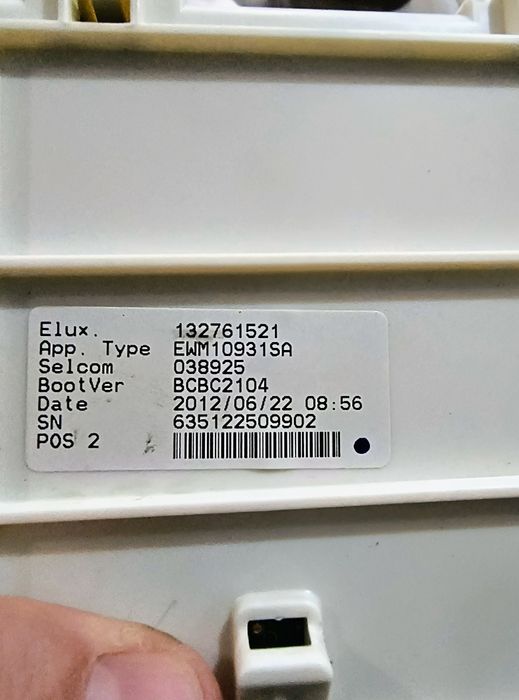 Elux. 132761521
App. Type EWM10931SA
Selcom 038925
BootVer BCBC2104
Date 2012/06/22 08:56
SN 635122509902
POS 2